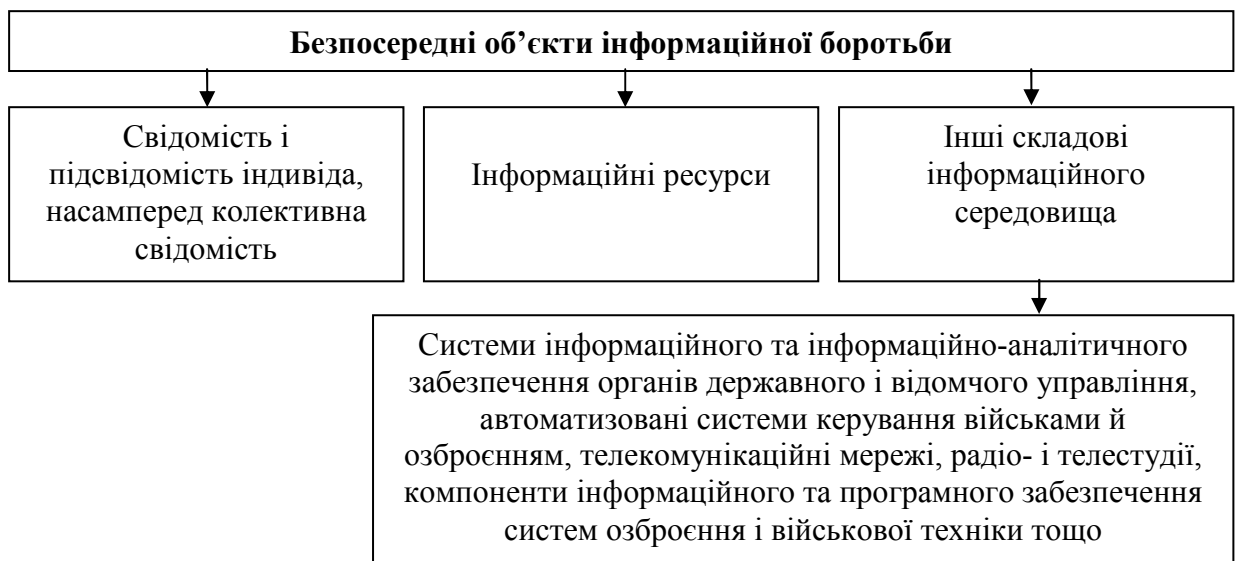 Безпосередні об’єкти інформаційної боротьби
Свідомість і
підсвідомість індивіда,
насамперед колективна
свідомість
Інформаційні ресурси
Інші складові
інформаційного
середовища
Системи інформаційного та інформаційно-аналітичного
забезпечення органів державного і відомчого управління,
автоматизовані системи керування військами й
озброєнням, телекомунікаційні мережі, радіо- і телестудії,
компоненти інформаційного та програмного забезпечення
систем озброєння і військової техніки тощо